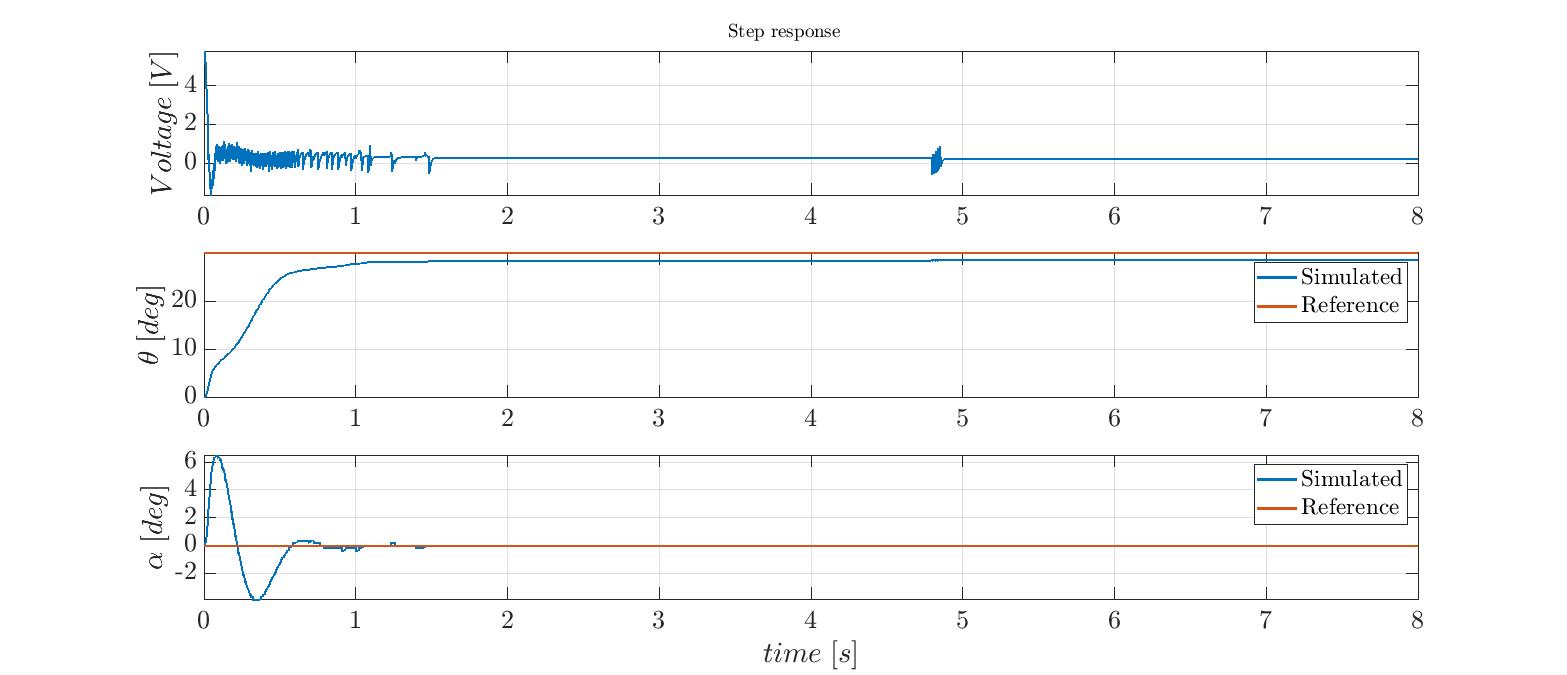 Step response
Voltage [V]
4
2
0
0 1 2 3 4 5 6 7 8
θ [deg]
20
10
0
Simulated
Reference
0 1 2 3 4 5 6 7 8
α [deg]
6
4
2
0
-2
Simulated
Reference
0 1 2 3 4 5 6 7 8
time [s]